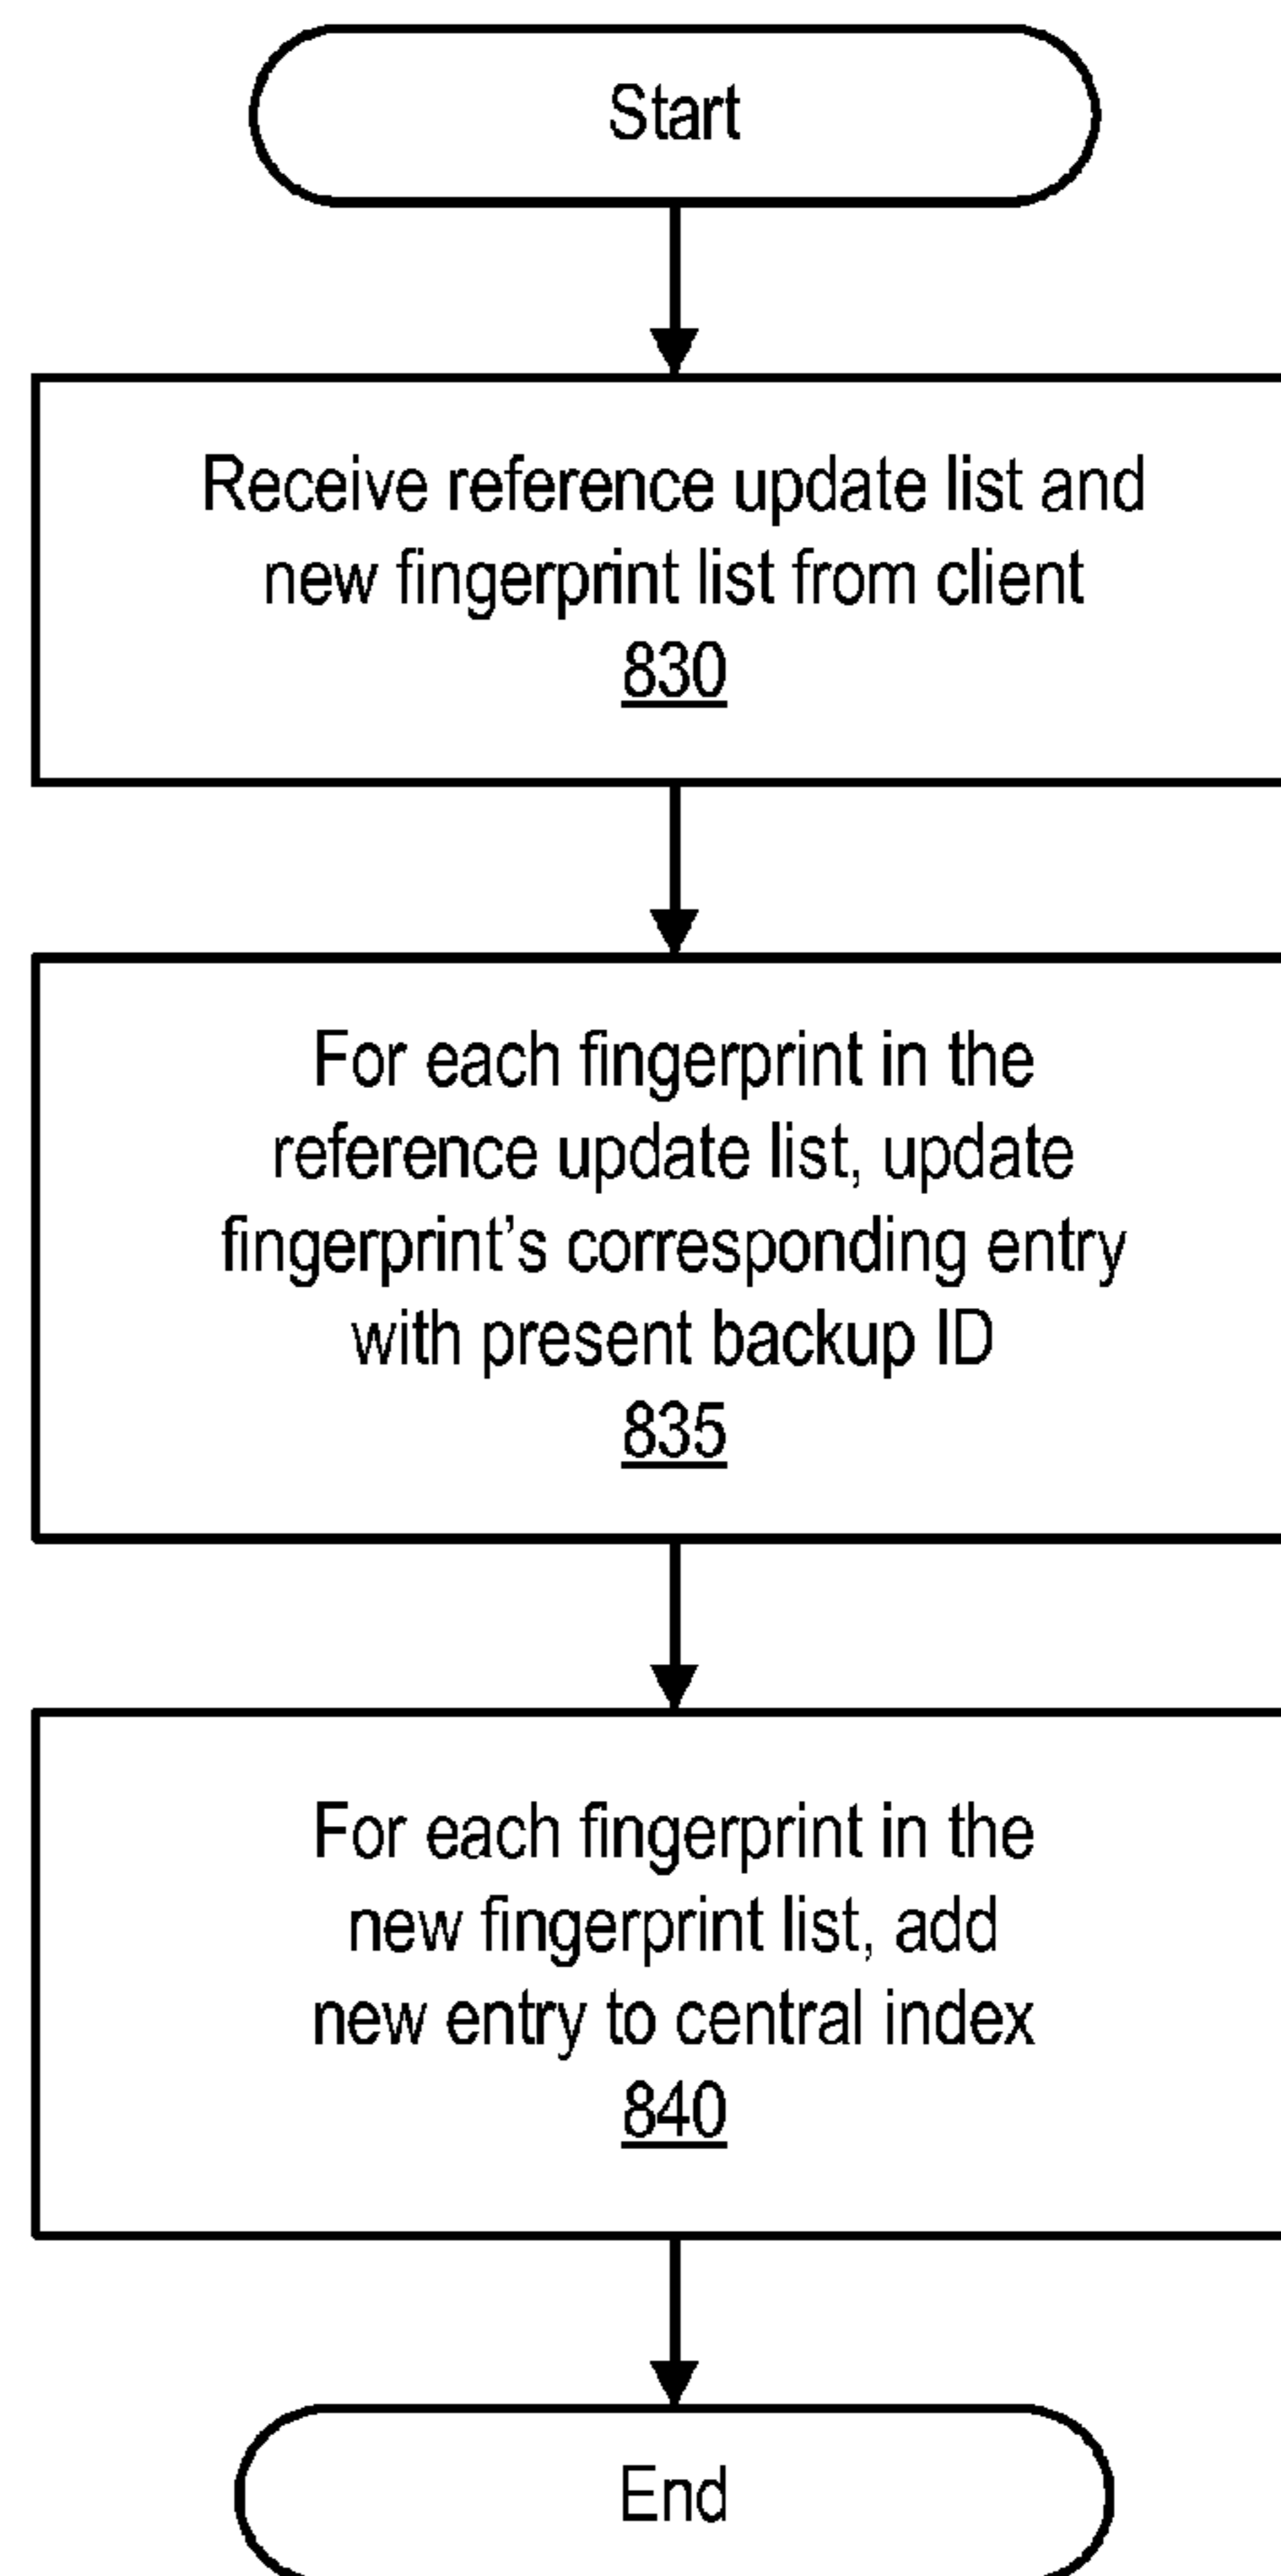 Start
Receive reference update list and
new fingerprint list from client
830
For each fingerprint in the
reference update list, update
fingerprint’s corresponding entry
with present backup ID
835
For each fingerprint in the
new fingerprint list, add
new entry to central index
840
End